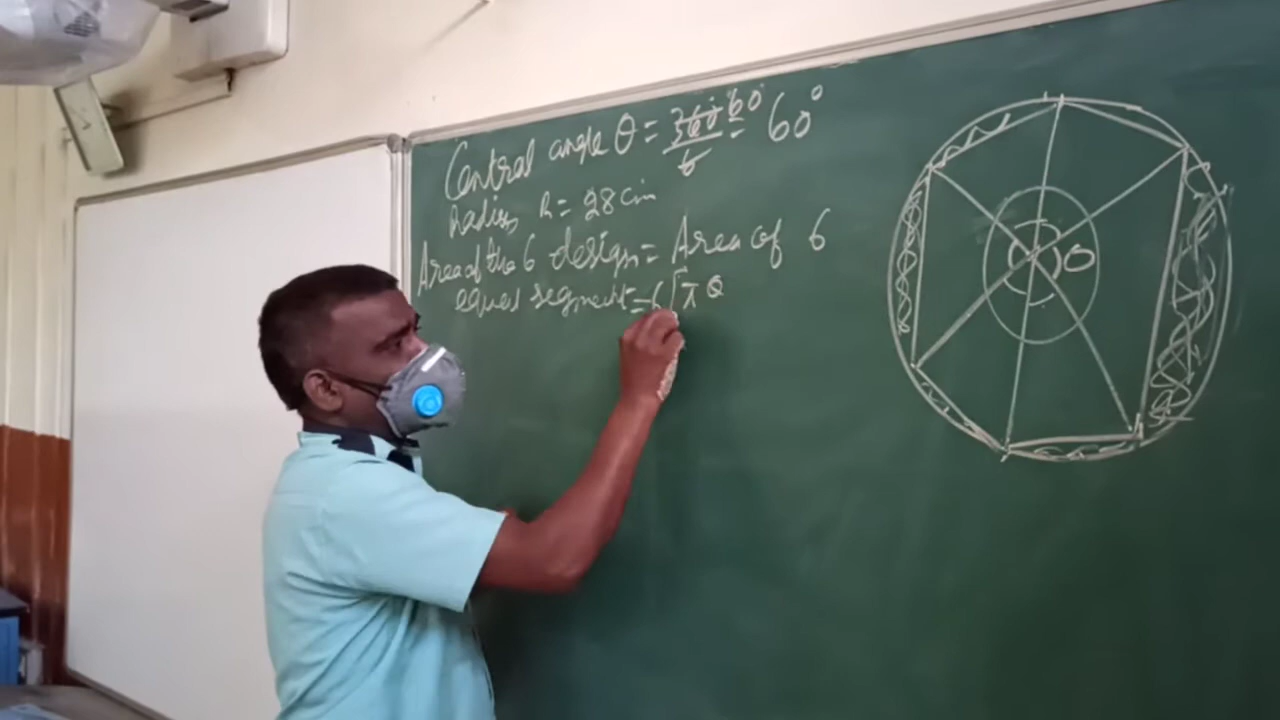 Central angle θ = 360°/6 60° = 60°
Radius r = 28 cm
Area of the 6 design = Area of 6
equal segment = 6[π θ
O